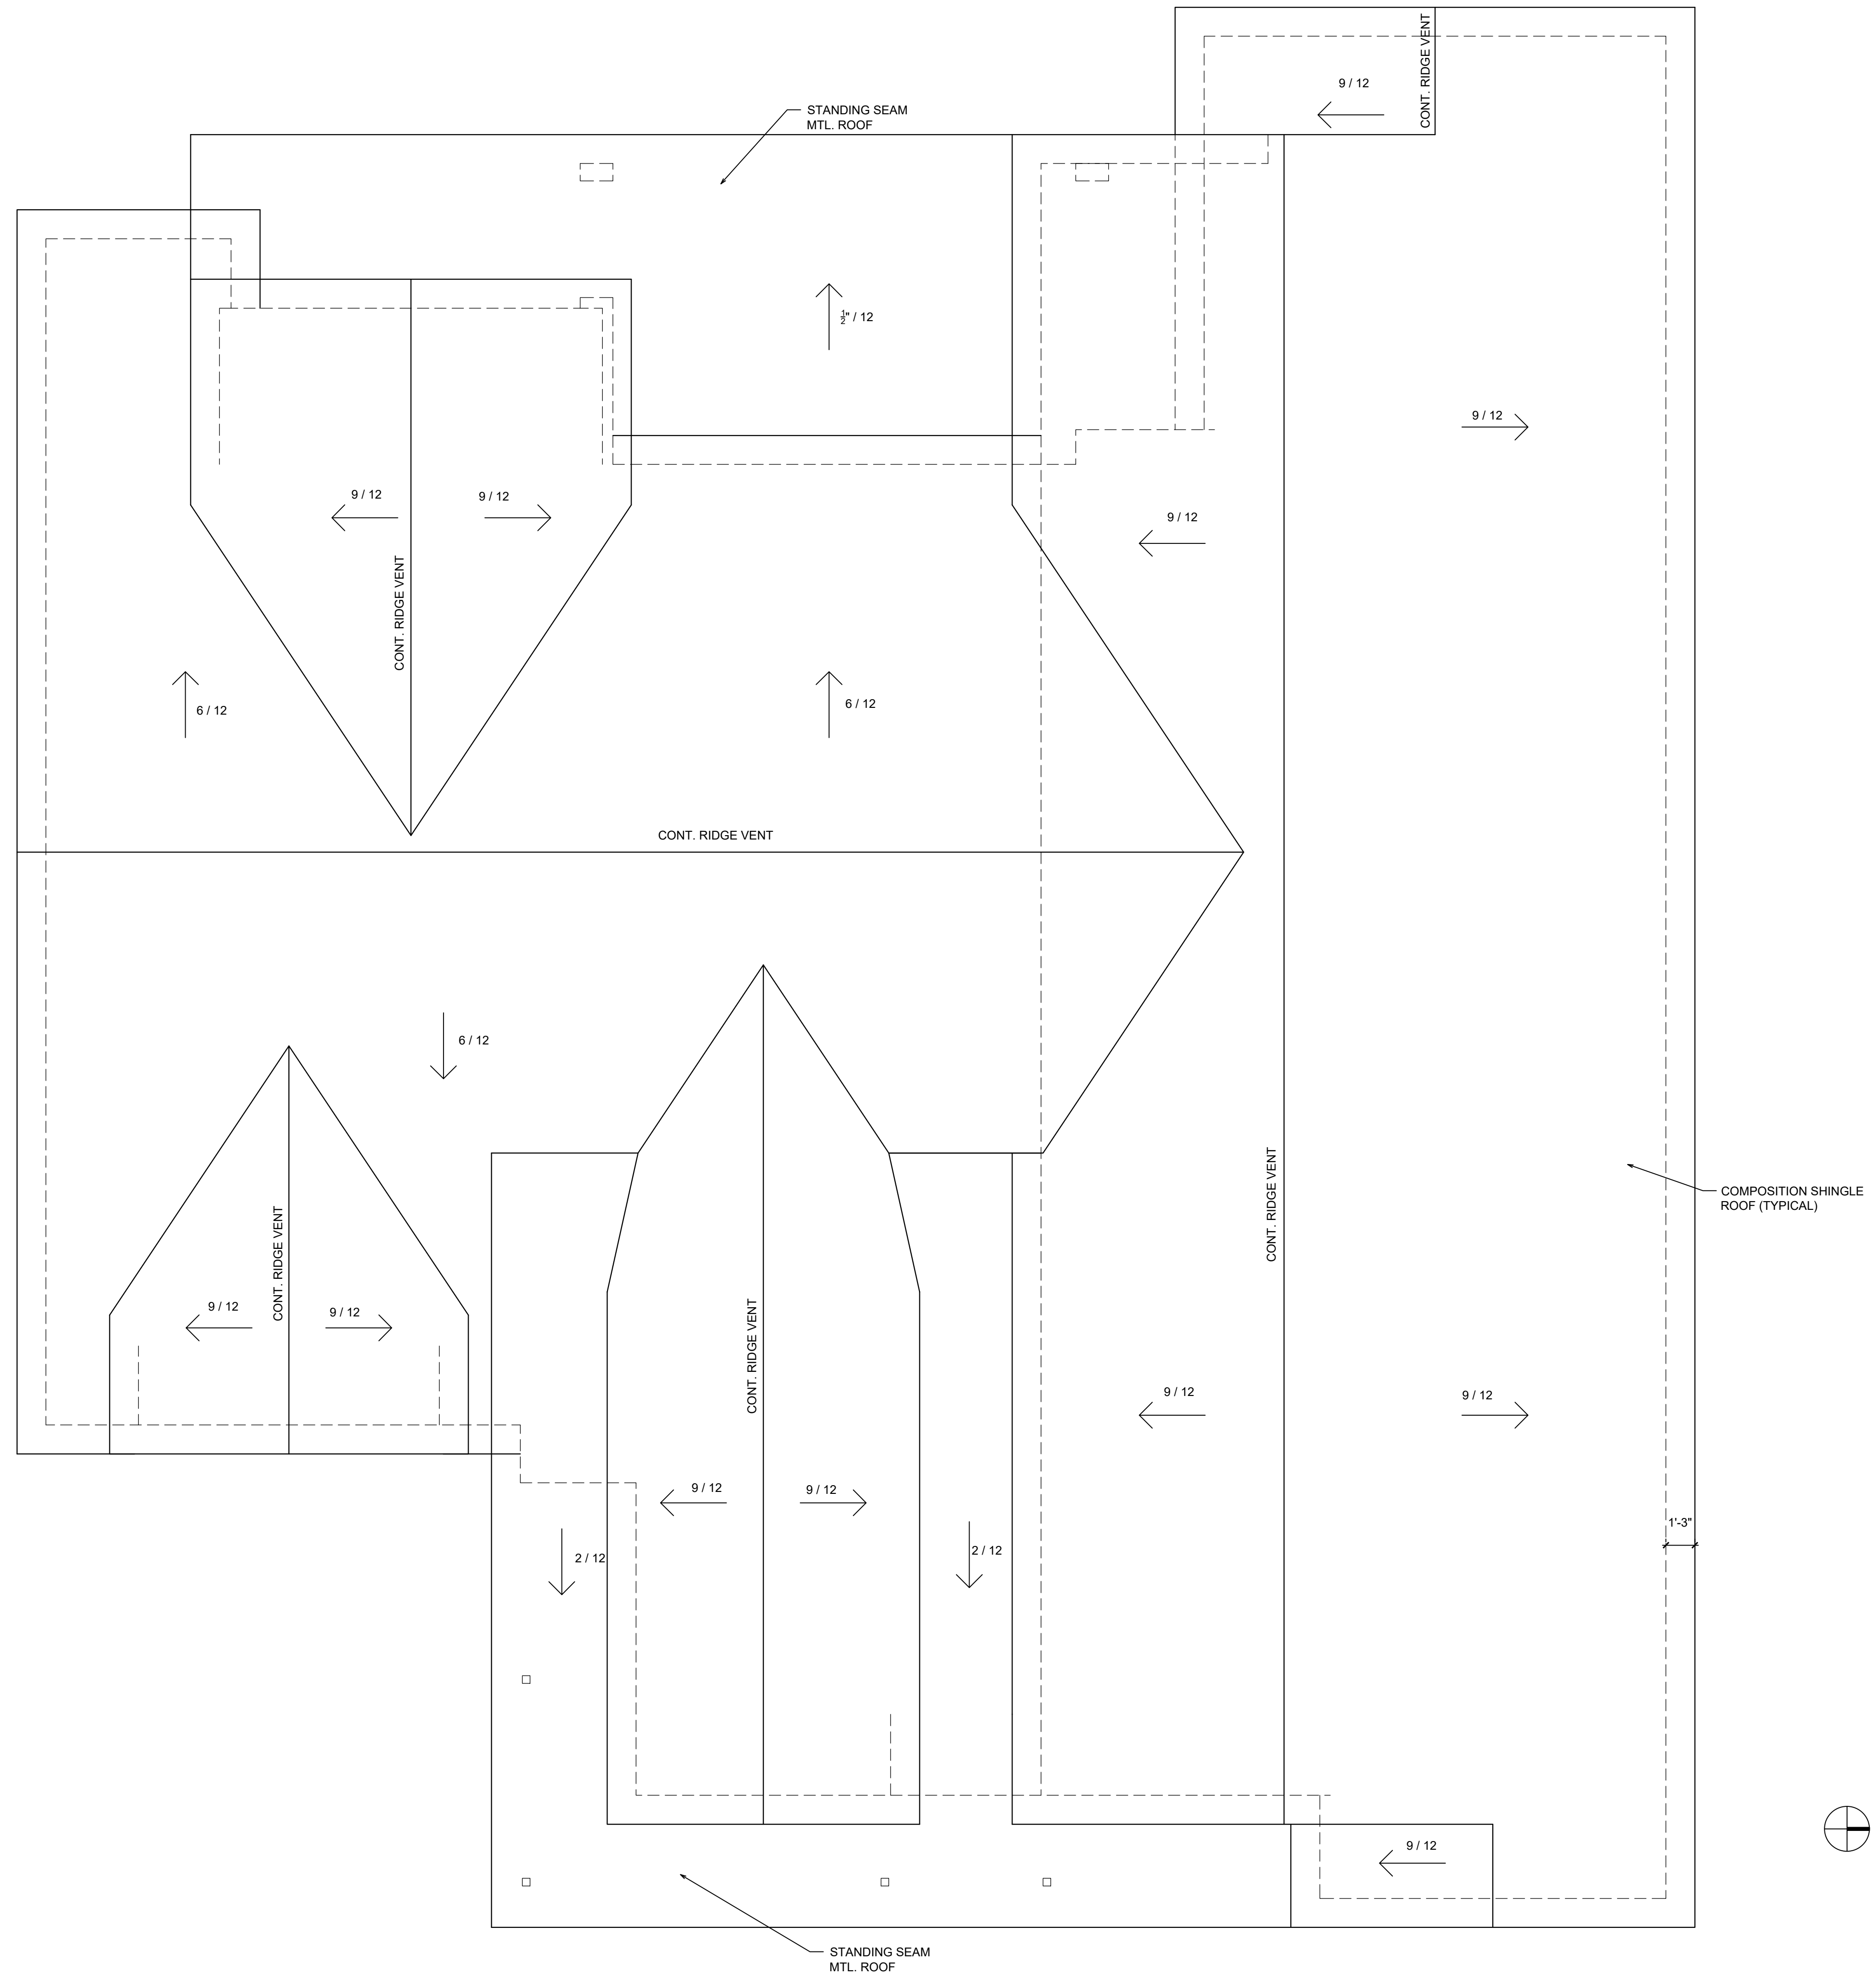 CONT. RIDGE VENT
9 / 12
STANDING SEAM
MTL. ROOF
½" / 12
9 / 12
9 / 12
9 / 12
9 / 12
CONT. RIDGE VENT
6 / 12
6 / 12
CONT. RIDGE VENT
6 / 12
CONT. RIDGE VENT
COMPOSITION SHINGLE
ROOF (TYPICAL)
CONT. RIDGE VENT
9 / 12
9 / 12
CONT. RIDGE VENT
9 / 12
9 / 12
9 / 12
9 / 12
1'-3"
2 / 12
2 / 12
9 / 12
STANDING SEAM
MTL. ROOF